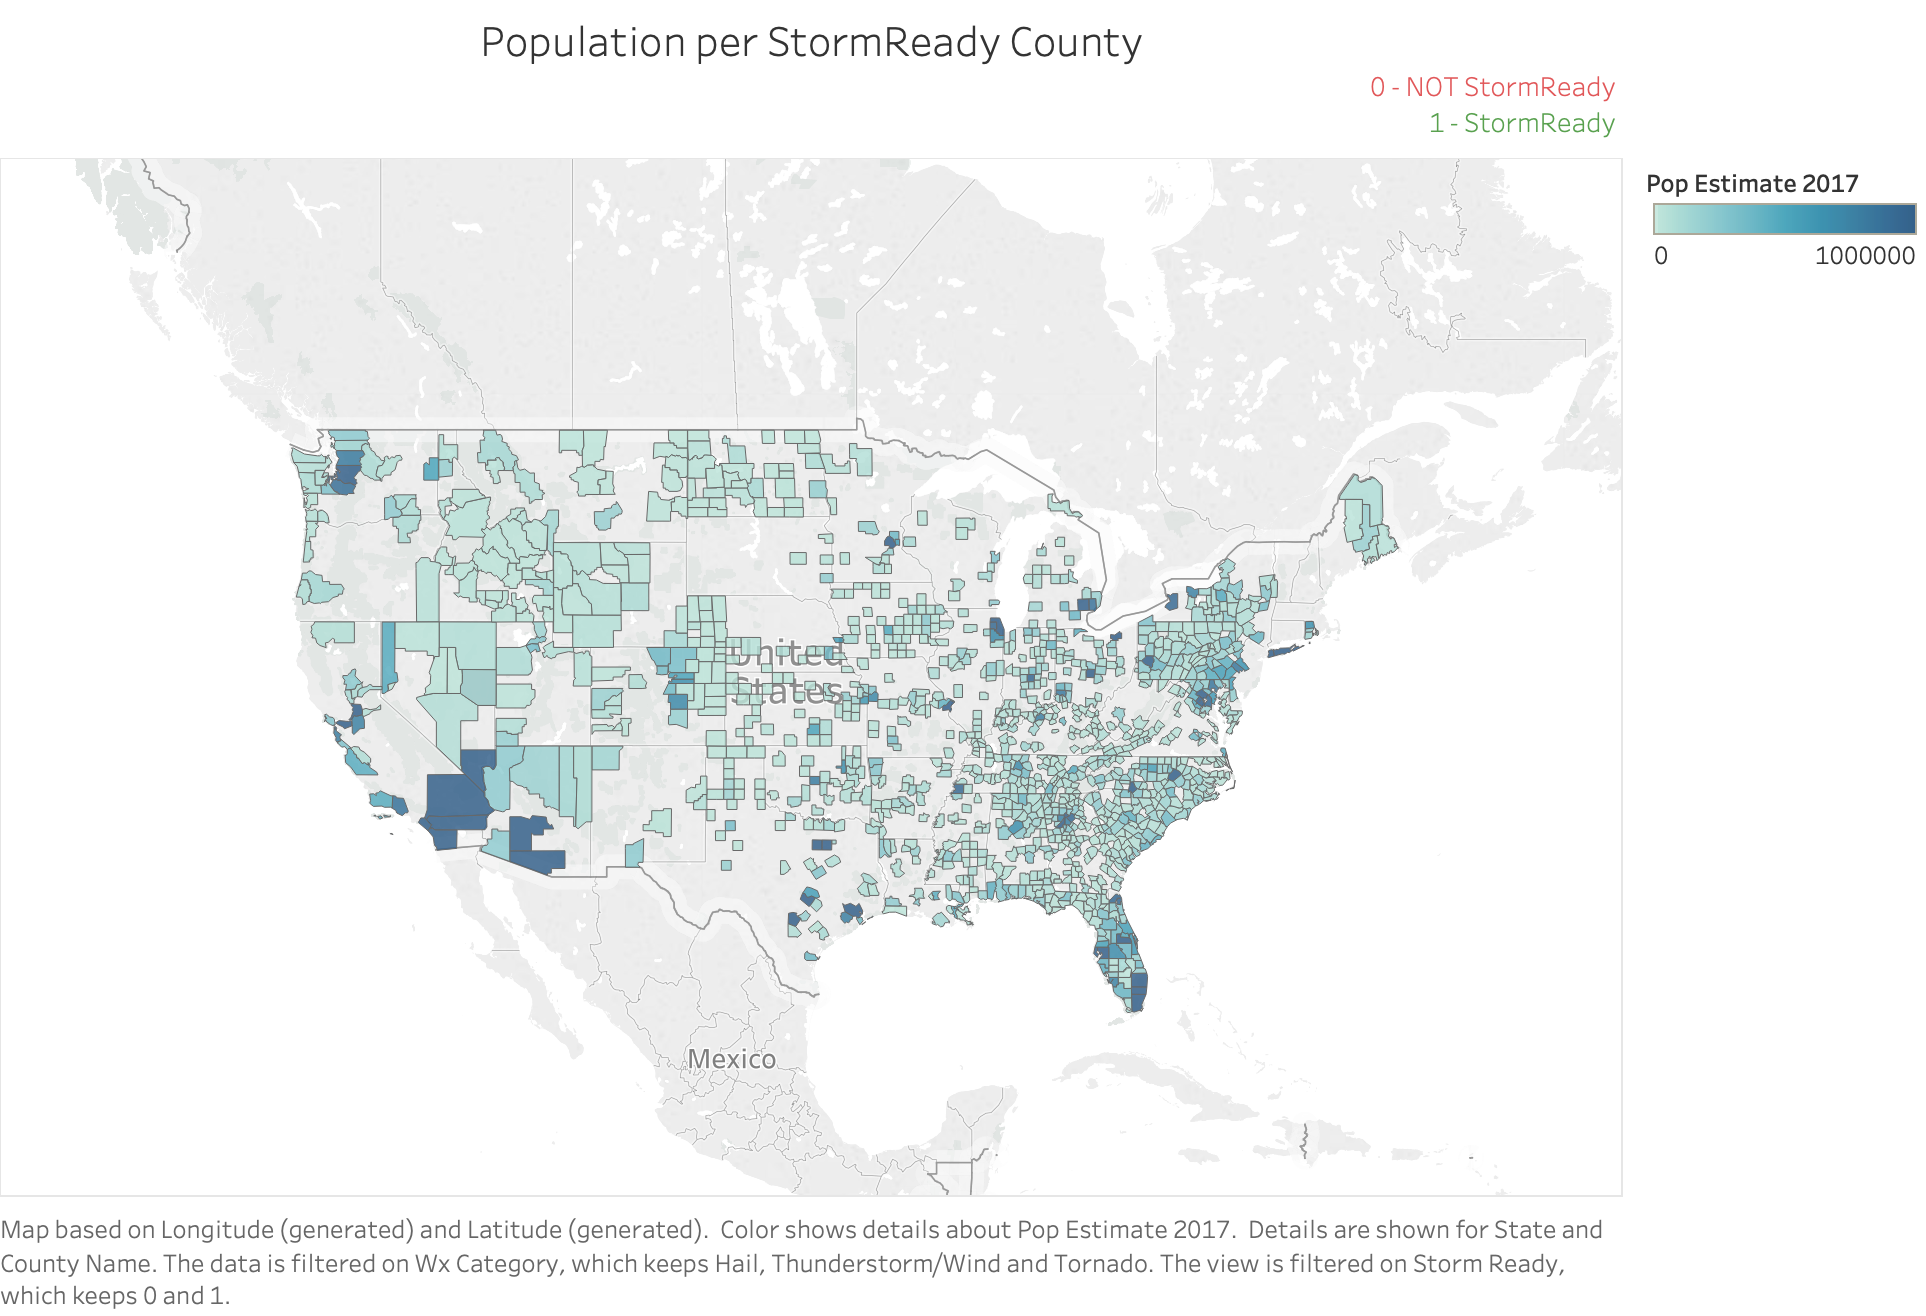 Population per StormReady County
0 - NOT StormReady
1 - StormReady
Pop Estimate 2017
0 1000000
United
States
Mexico
Map based on Longitude (generated) and Latitude (generated).  Color shows details about Pop Estimate 2017.  Details are shown for State and
County Name. The data is filtered on Wx Category, which keeps Hail, Thunderstorm/Wind and Tornado. The view is filtered on Storm Ready,
which keeps 0 and 1.